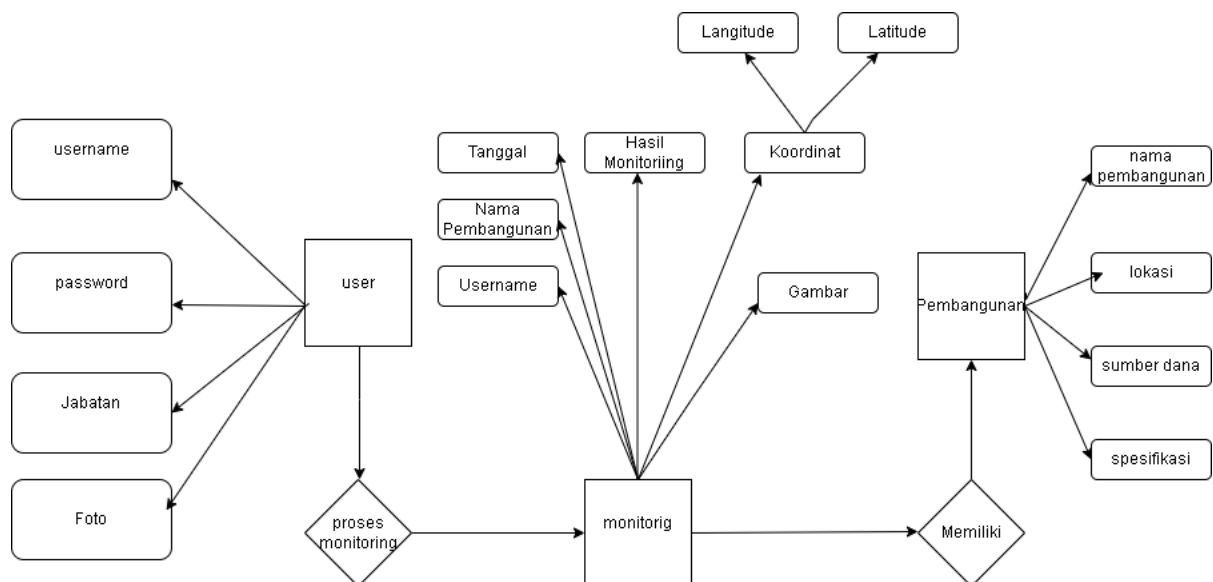 Langitude
Latitude
username
Tanggal
Hasil
Monitoriing
Koordinat
nama
pembangunan
Nama
Pembangunan
password
user
Username
Gambar
Pembangunan
lokasi
sumber dana
Jabatan
spesifikasi
Foto
proses
monitoring
monitorig
Memiliki